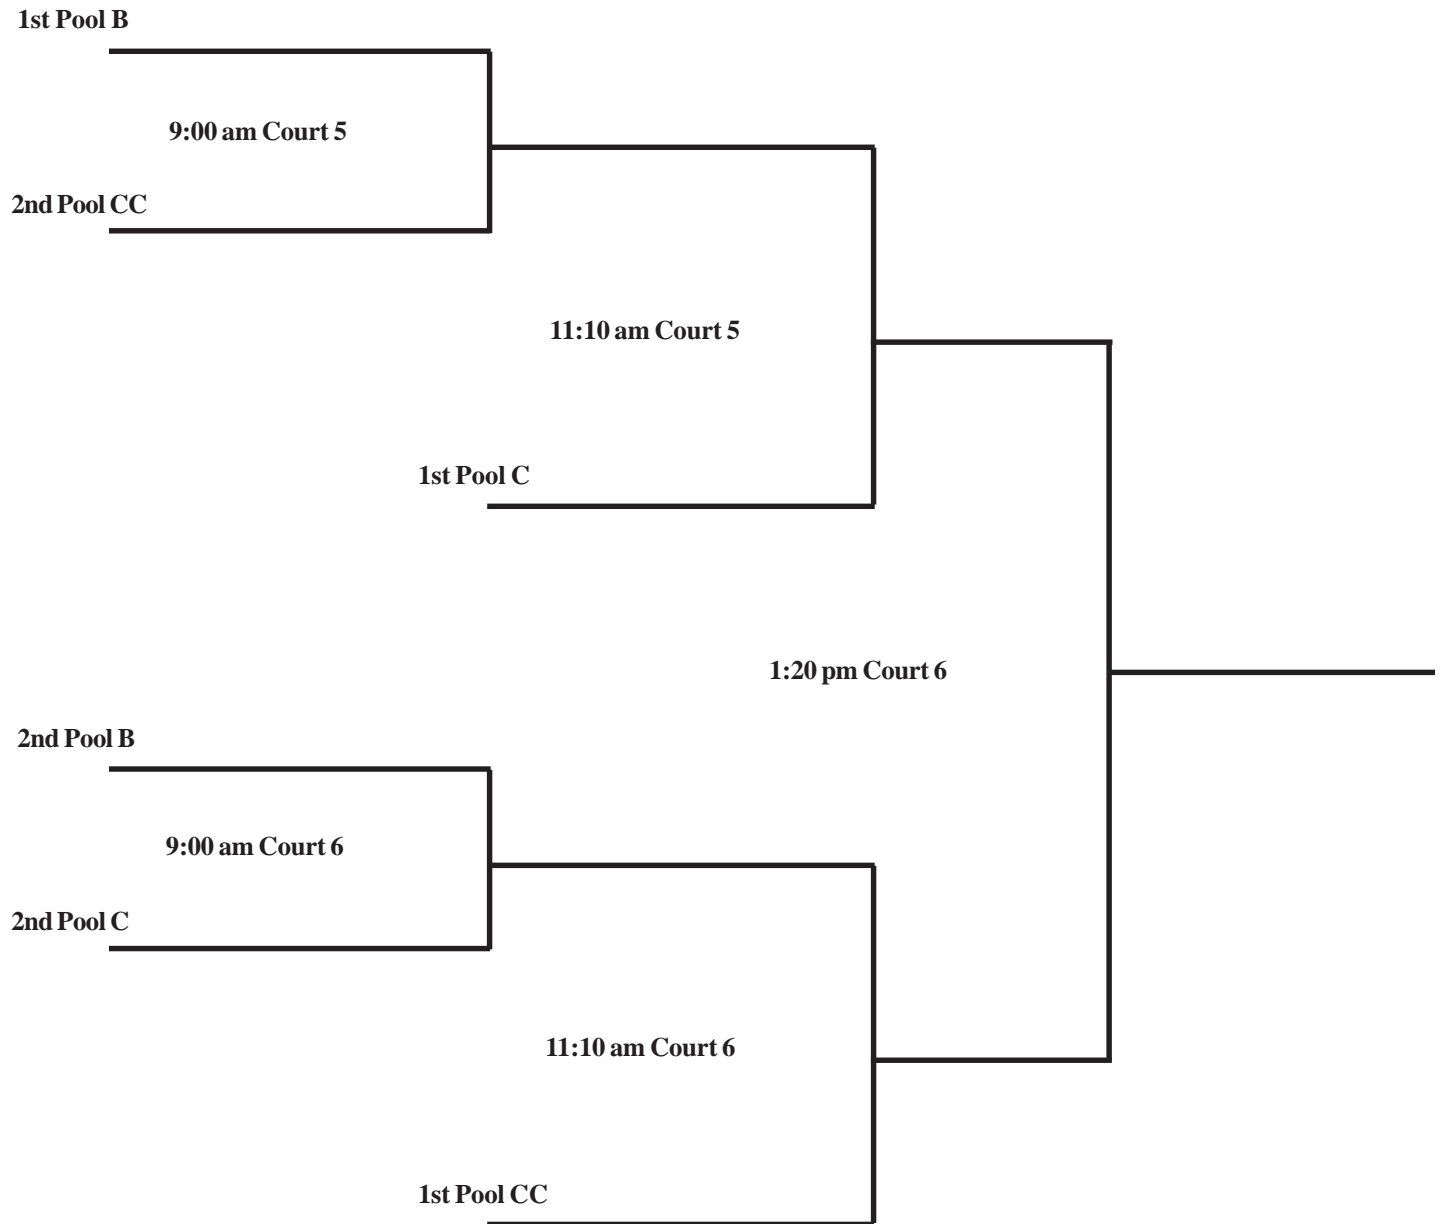 1st Pool B
9:00 am Court 5
2nd Pool CC
11:10 am Court 5
1st Pool C
1:20 pm Court 6
2nd Pool B
9:00 am Court 6
2nd Pool C
11:10 am Court 6
1st Pool CC